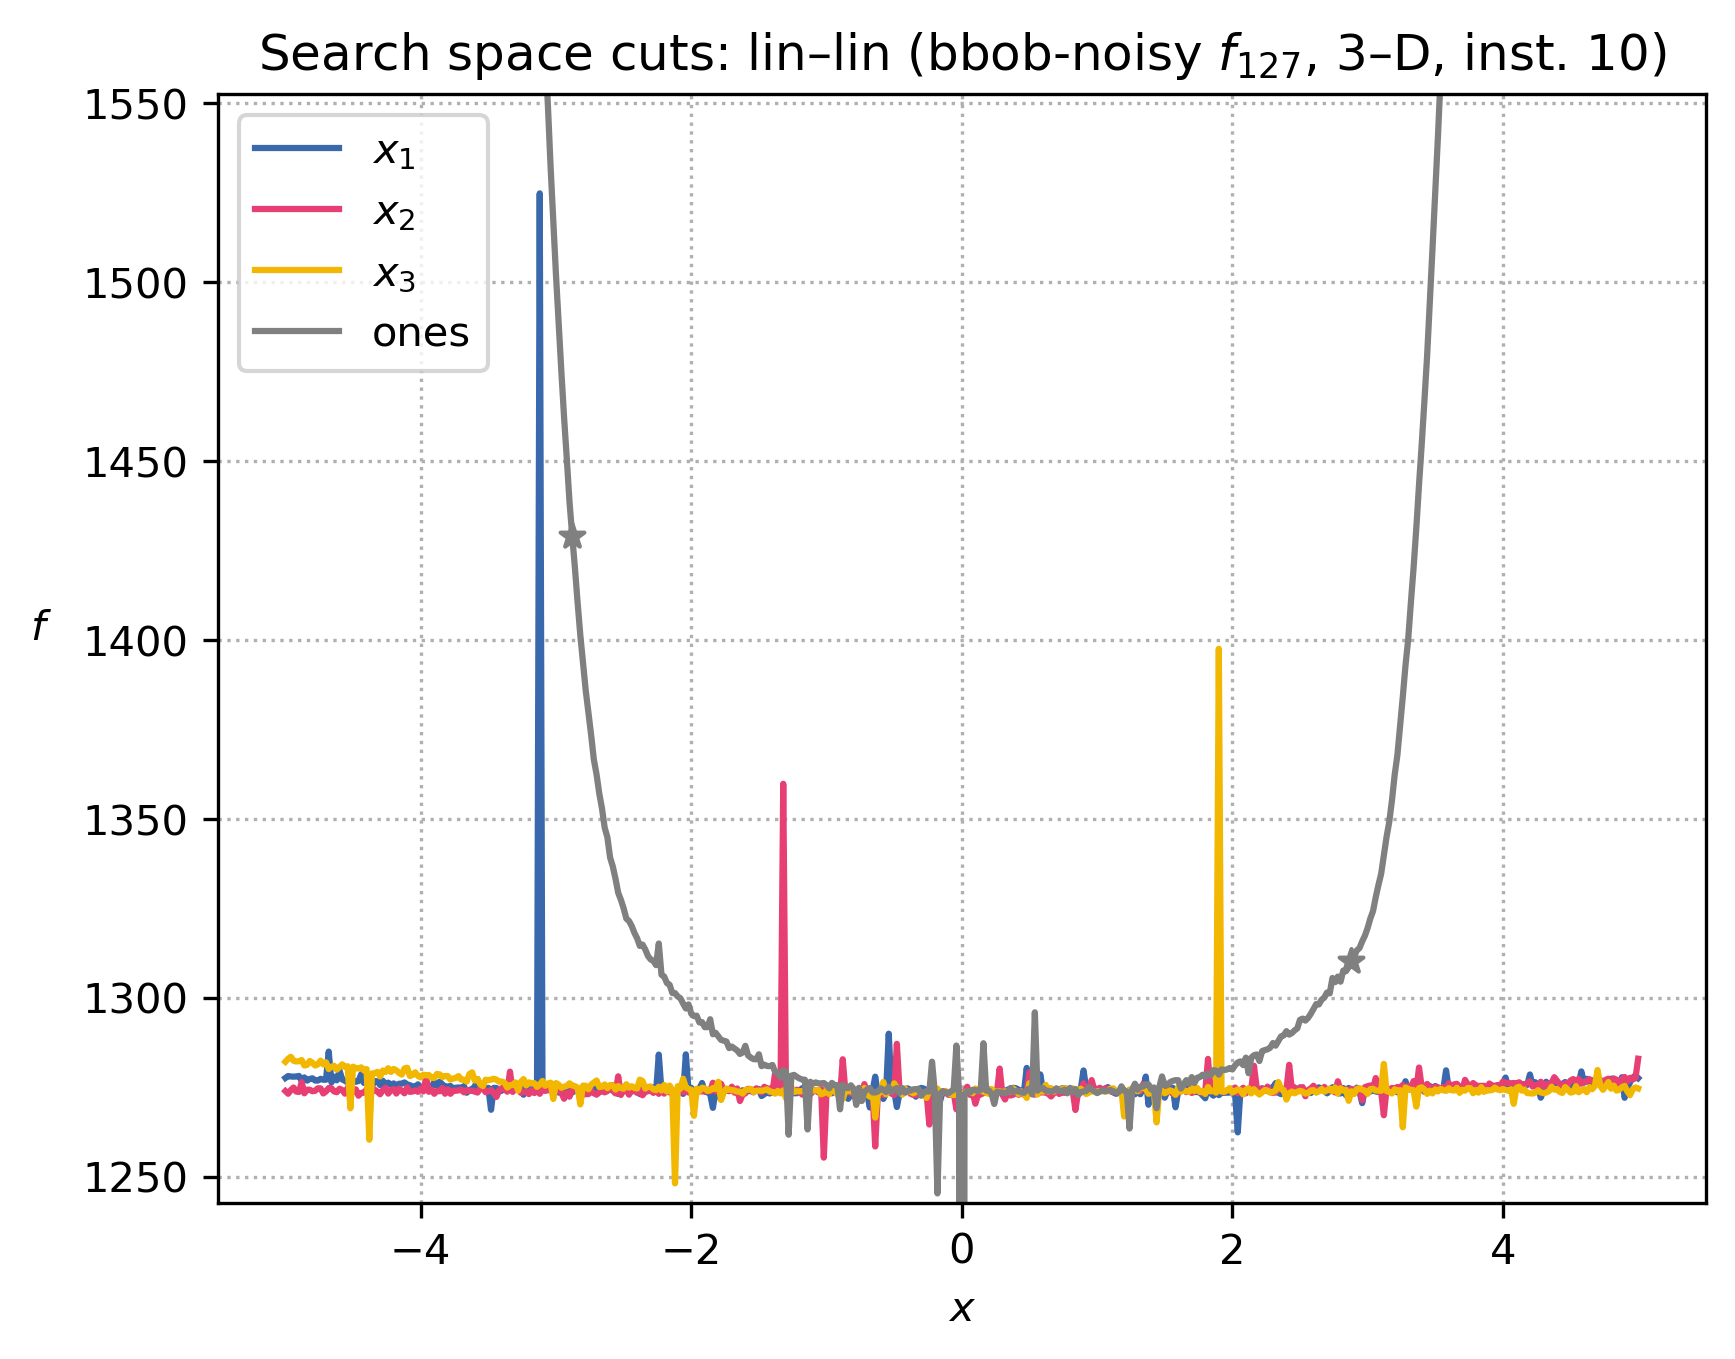 Search space cuts: lin–lin (bbob-noisy f₁₂₇, 3–D, inst. 10)
1550
1500
1450
1400
1350
1300
1250
f
x₁
x₂
x₃
ones
−4 −2 0 2 4
x